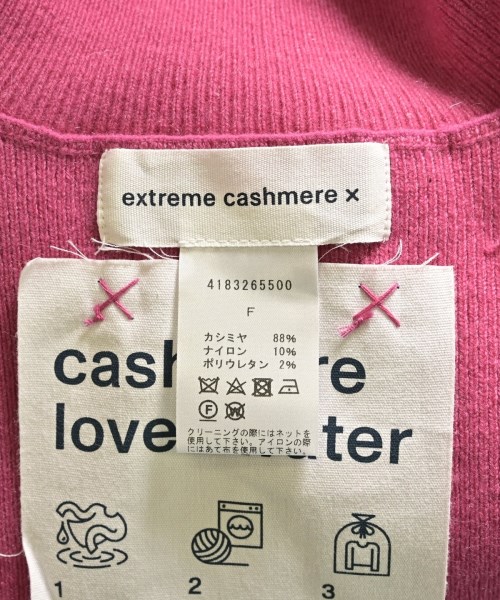 extreme cashmere x
4183265500
F
カシミヤ 88%
ナイロン 10%
ポリウレタン 2%
F
W
クリーニングの際にはネットを
使用して下さい。アイロンの際
にはあて布を使用して下さい。
cash re
love ater
1 2 3